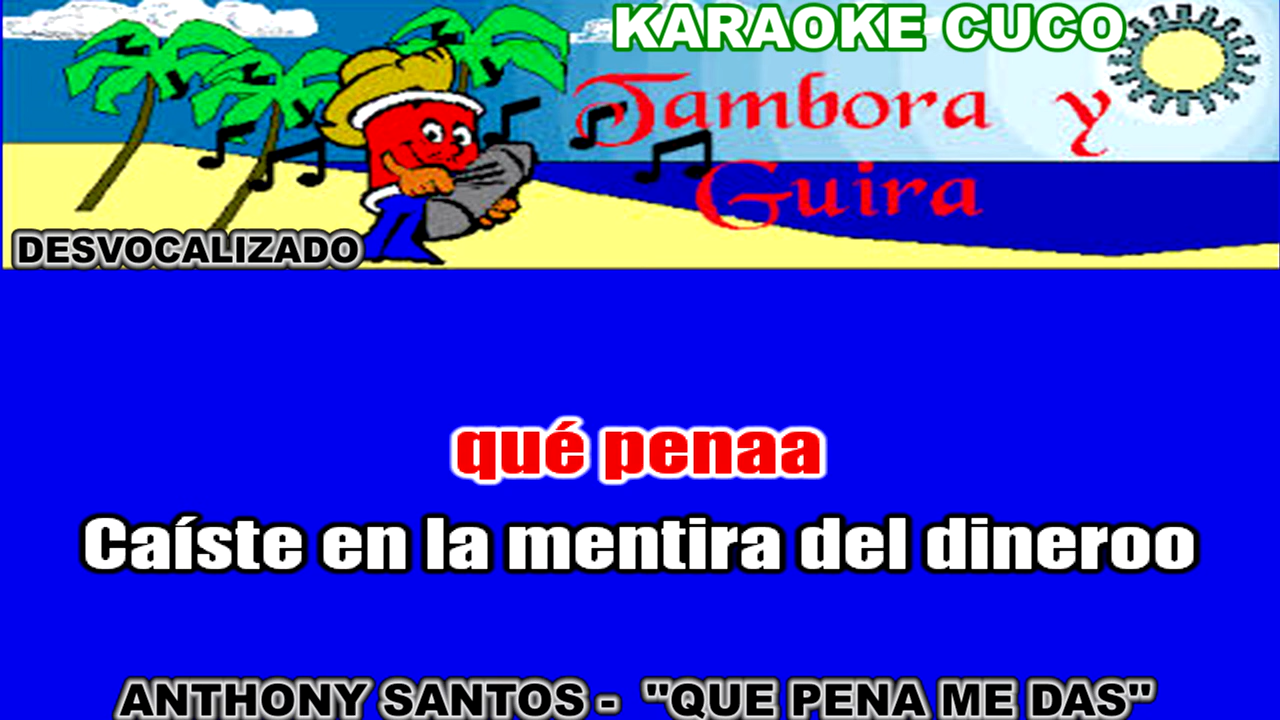 KARAOKE CUCO
Tambora y
Guira
DESVOCALIZADO
qué penaa
Caíste en la mentira del dineroo
ANTHONY SANTOS - "QUE PENA ME DAS"